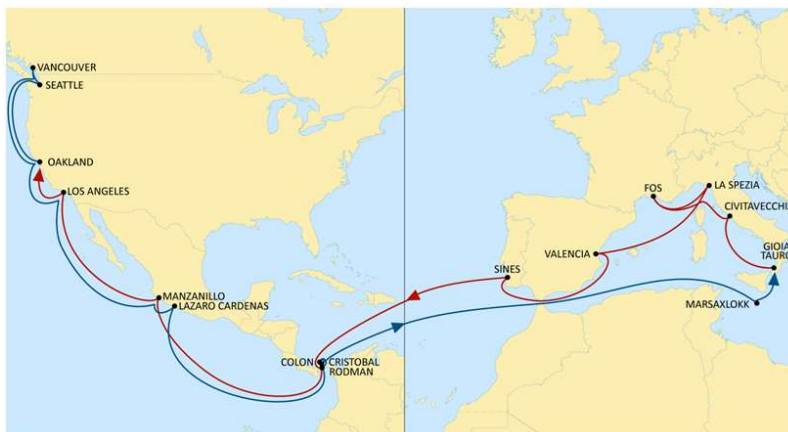 VANCOUVER
SEATTLE
OAKLAND
LOS ANGELES
MANZANILLO
LAZARO CARDENAS
COLON
CRISTOBAL
RODMAN
SINES
VALENCIA
FOS
LA SPEZIA
CIVITAVECCHI
GIOIA
TAURO
MARSAXLOKK